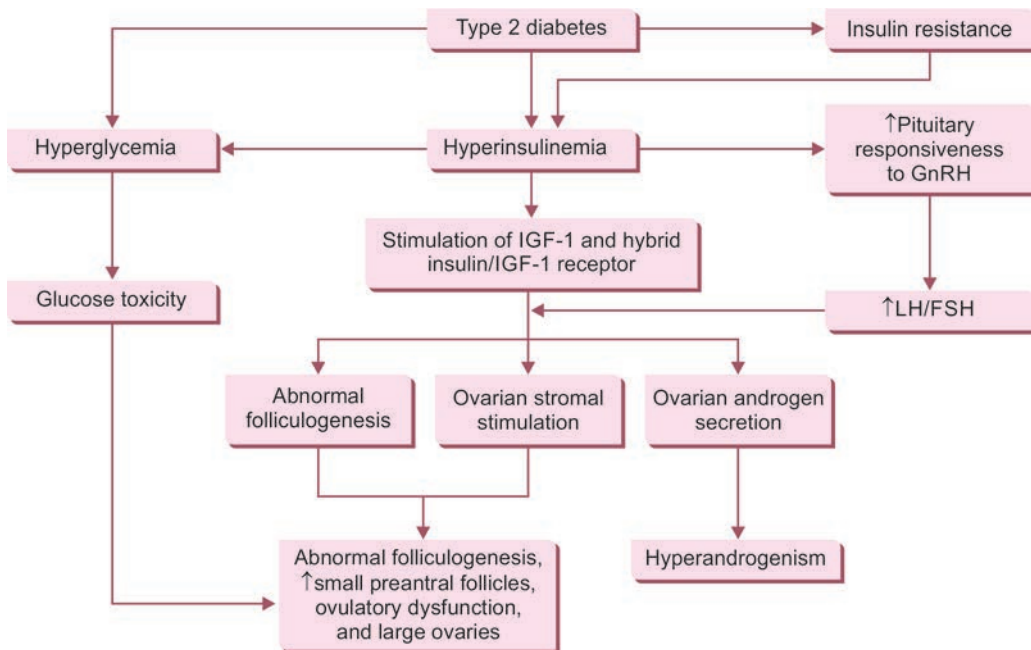 Type 2 diabetes
Insulin resistance
Hyperglycemia
Hyperinsulinemia
↑Pituitary
responsiveness
to GnRH
Stimulation of IGF-1 and hybrid
insulin/IGF-1 receptor
Glucose toxicity
↑LH/FSH
Abnormal
folliculogenesis
Ovarian stromal
stimulation
Ovarian androgen
secretion
Abnormal folliculogenesis,
↑small preantral follicles,
ovulatory dysfunction,
and large ovaries
Hyperandrogenism